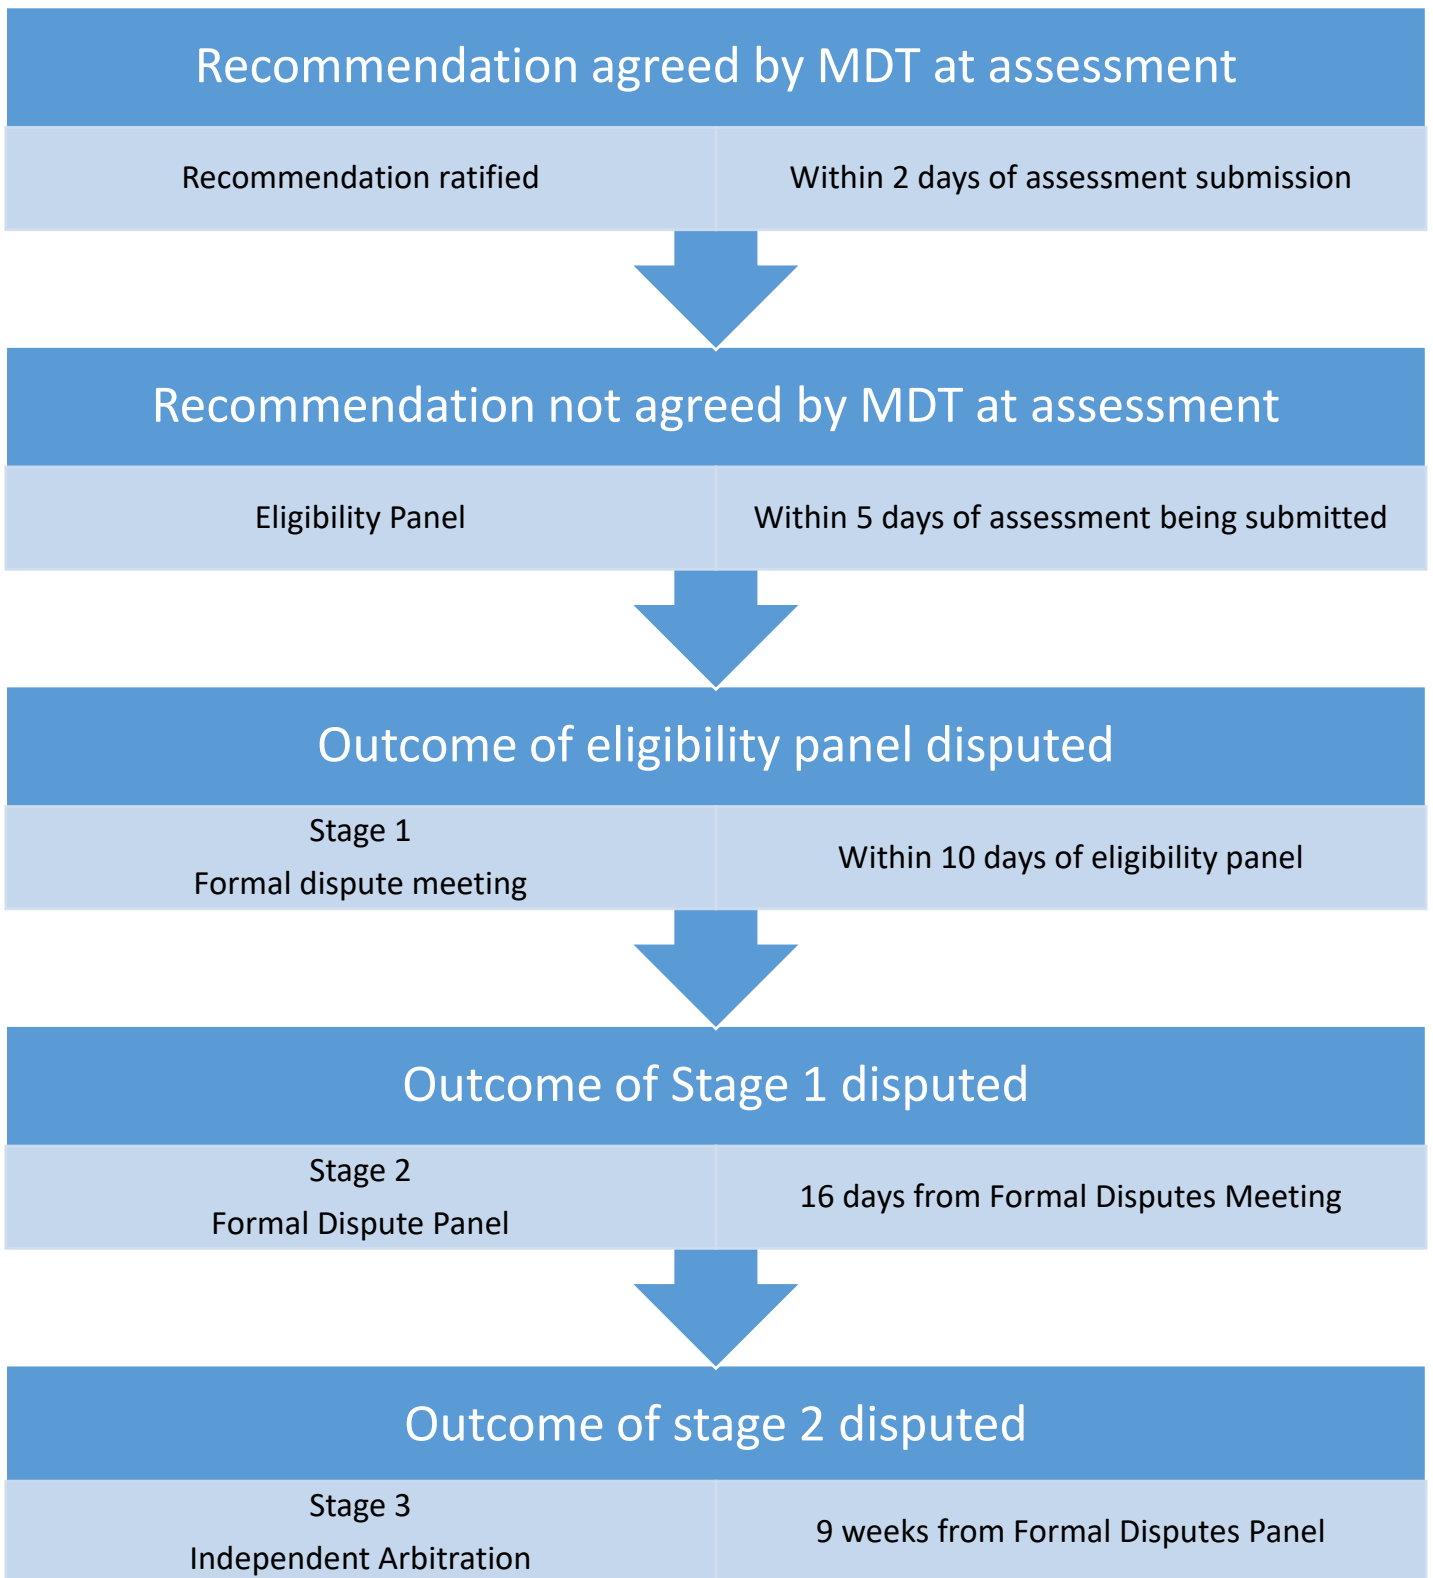 Recommendation agreed by MDT at assessment
Recommendation ratified
Within 2 days of assessment submission
Recommendation not agreed by MDT at assessment
Eligibility Panel
Within 5 days of assessment being submitted
Outcome of eligibility panel disputed
Stage 1
Formal dispute meeting
Within 10 days of eligibility panel
Outcome of Stage 1 disputed
Stage 2
Formal Dispute Panel
16 days from Formal Disputes Meeting
Outcome of stage 2 disputed
Stage 3
Independent Arbitration
9 weeks from Formal Disputes Panel